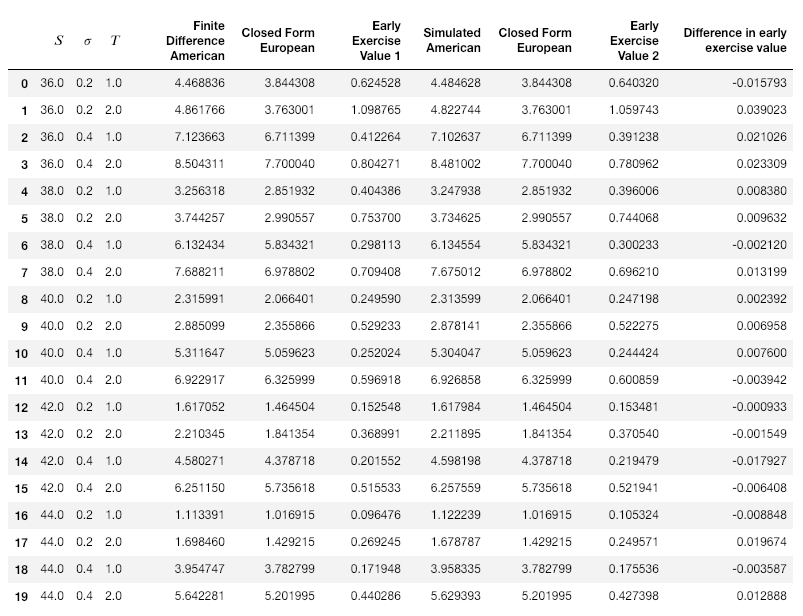 S σ T Finite Difference American Closed Form European Early Exercise Value 1 Simulated American Closed Form European Early Exercise Value 2 Difference in early exercise value
0 36.0 0.2 1.0 4.468836 3.844308 0.624528 4.484628 3.844308 0.640320 -0.015793
1 36.0 0.2 2.0 4.861766 3.763001 1.098765 4.822744 3.763001 1.059743 0.039023
2 36.0 0.4 1.0 7.123663 6.711399 0.412264 7.102637 6.711399 0.391238 0.021026
3 36.0 0.4 2.0 8.504311 7.700040 0.804271 8.481002 7.700040 0.780962 0.023309
4 38.0 0.2 1.0 3.256318 2.851932 0.404386 3.247938 2.851932 0.396006 0.008380
5 38.0 0.2 2.0 3.744257 2.990557 0.753700 3.734625 2.990557 0.744068 0.009632
6 38.0 0.4 1.0 6.132434 5.834321 0.298113 6.134554 5.834321 0.300233 -0.002120
7 38.0 0.4 2.0 7.688211 6.978802 0.709408 7.675012 6.978802 0.696210 0.013199
8 40.0 0.2 1.0 2.315991 2.066401 0.249590 2.313599 2.066401 0.247198 0.002392
9 40.0 0.2 2.0 2.885099 2.355866 0.529233 2.878141 2.355866 0.522275 0.006958
10 40.0 0.4 1.0 5.311647 5.059623 0.252024 5.304047 5.059623 0.244424 0.007600
11 40.0 0.4 2.0 6.922917 6.325999 0.596918 6.926858 6.325999 0.600859 -0.003942
12 42.0 0.2 1.0 1.617052 1.464504 0.152548 1.617984 1.464504 0.153481 -0.000933
13 42.0 0.2 2.0 2.210345 1.841354 0.368991 2.211895 1.841354 0.370540 -0.001549
14 42.0 0.4 1.0 4.580271 4.378718 0.201552 4.598198 4.378718 0.219479 -0.017927
15 42.0 0.4 2.0 6.251150 5.735618 0.515533 6.257559 5.735618 0.521941 -0.006408
16 44.0 0.2 1.0 1.113391 1.016915 0.096476 1.122239 1.016915 0.105324 -0.008848
17 44.0 0.2 2.0 1.698460 1.429215 0.269245 1.678787 1.429215 0.249571 0.019674
18 44.0 0.4 1.0 3.954747 3.782799 0.171948 3.958335 3.782799 0.175536 -0.003587
19 44.0 0.4 2.0 5.642281 5.201995 0.440286 5.629393 5.201995 0.427398 0.012888